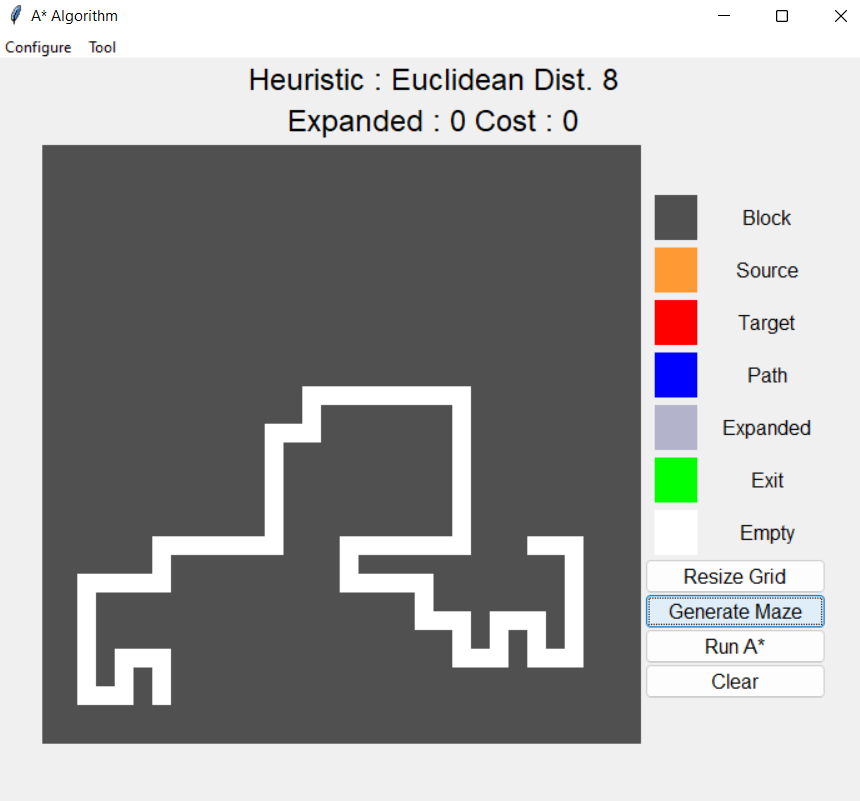 A* Algorithm
Configure Tool
Heuristic : Euclidean Dist. 8
Expanded : 0 Cost : 0
Block
Source
Target
Path
Expanded
Exit
Empty
Resize Grid
Generate Maze
Run A*
Clear